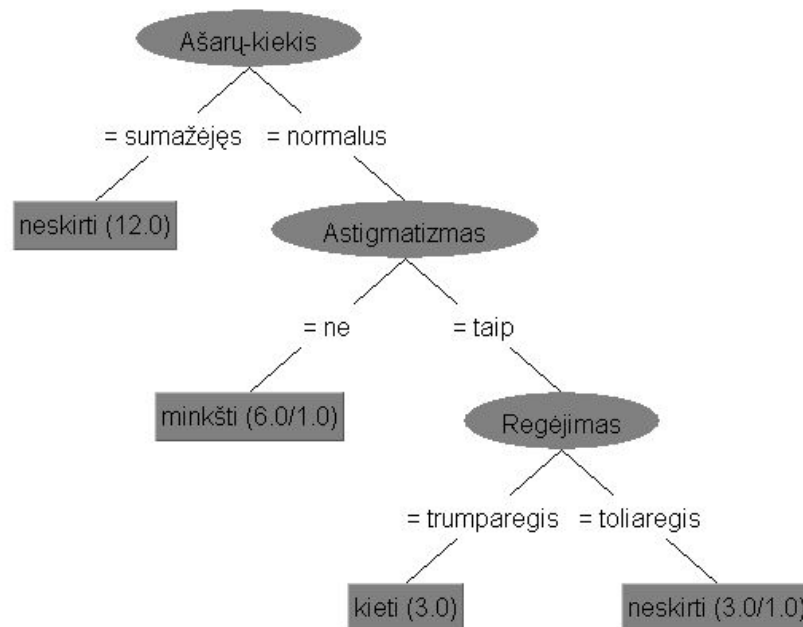 Ašarų-kiekis
= sumažėjęs
= normalus
neskirti (12.0)
Astigmatizmas
= ne
= taip
minkšti (6.0/1.0)
Regėjimas
= trumparegis
= toliaregis
kieti (3.0)
neskirti (3.0/1.0)